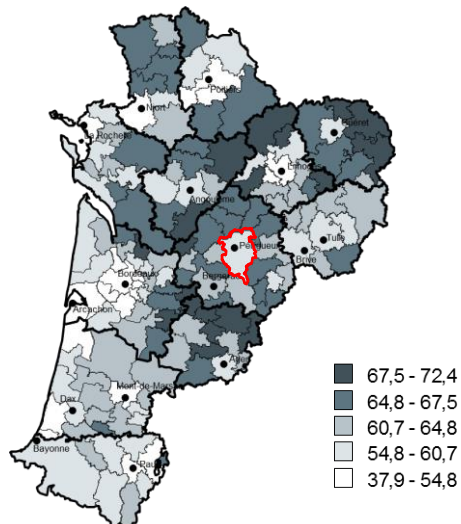 Poitiers
Niort
La Rochelle
Guéret
Limoges
Angoulême
Périgueux
Tulle
Brive
Bordeaux
Bergerac
Arcachon
Agen
Mont-de-Marsan
Dax
Bayonne
Pau
67,5 - 72,4
64,8 - 67,5
60,7 - 64,8
54,8 - 60,7
37,9 - 54,8